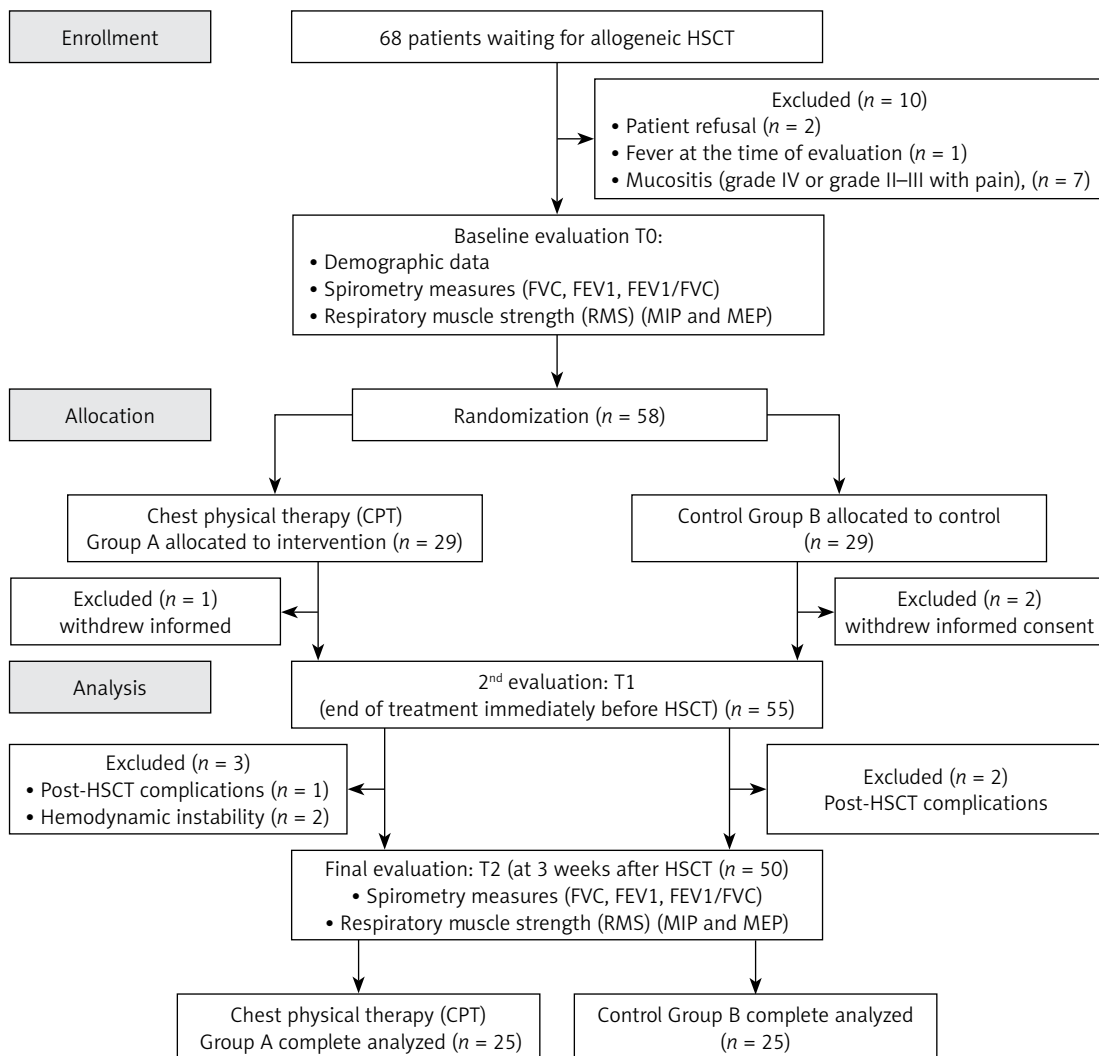 Enrollment
68 patients waiting for allogeneic HSCT
Excluded (n = 10)
• Patient refusal (n = 2)
• Fever at the time of evaluation (n = 1)
• Mucositis (grade IV or grade II–III with pain), (n = 7)
Baseline evaluation T0:
• Demographic data
• Spirometry measures (FVC, FEV1, FEV1/FVC)
• Respiratory muscle strength (RMS) (MIP and MEP)
Allocation
Randomization (n = 58)
Chest physical therapy (CPT)
Group A allocated to intervention (n = 29)
Control Group B allocated to control
(n = 29)
Excluded (n = 1)
withdrew informed
Excluded (n = 2)
withdrew informed consent
Analysis
2nd evaluation: T1
(end of treatment immediately before HSCT) (n = 55)
Excluded (n = 3)
• Post-HSCT complications (n = 1)
• Hemodynamic instability (n = 2)
Excluded (n = 2)
Post-HSCT complications
Final evaluation: T2 (at 3 weeks after HSCT (n = 50)
• Spirometry measures (FVC, FEV1, FEV1/FVC)
• Respiratory muscle strength (RMS) (MIP and MEP)
Chest physical therapy (CPT)
Group A complete analyzed (n = 25)
Control Group B complete analyzed
(n = 25)